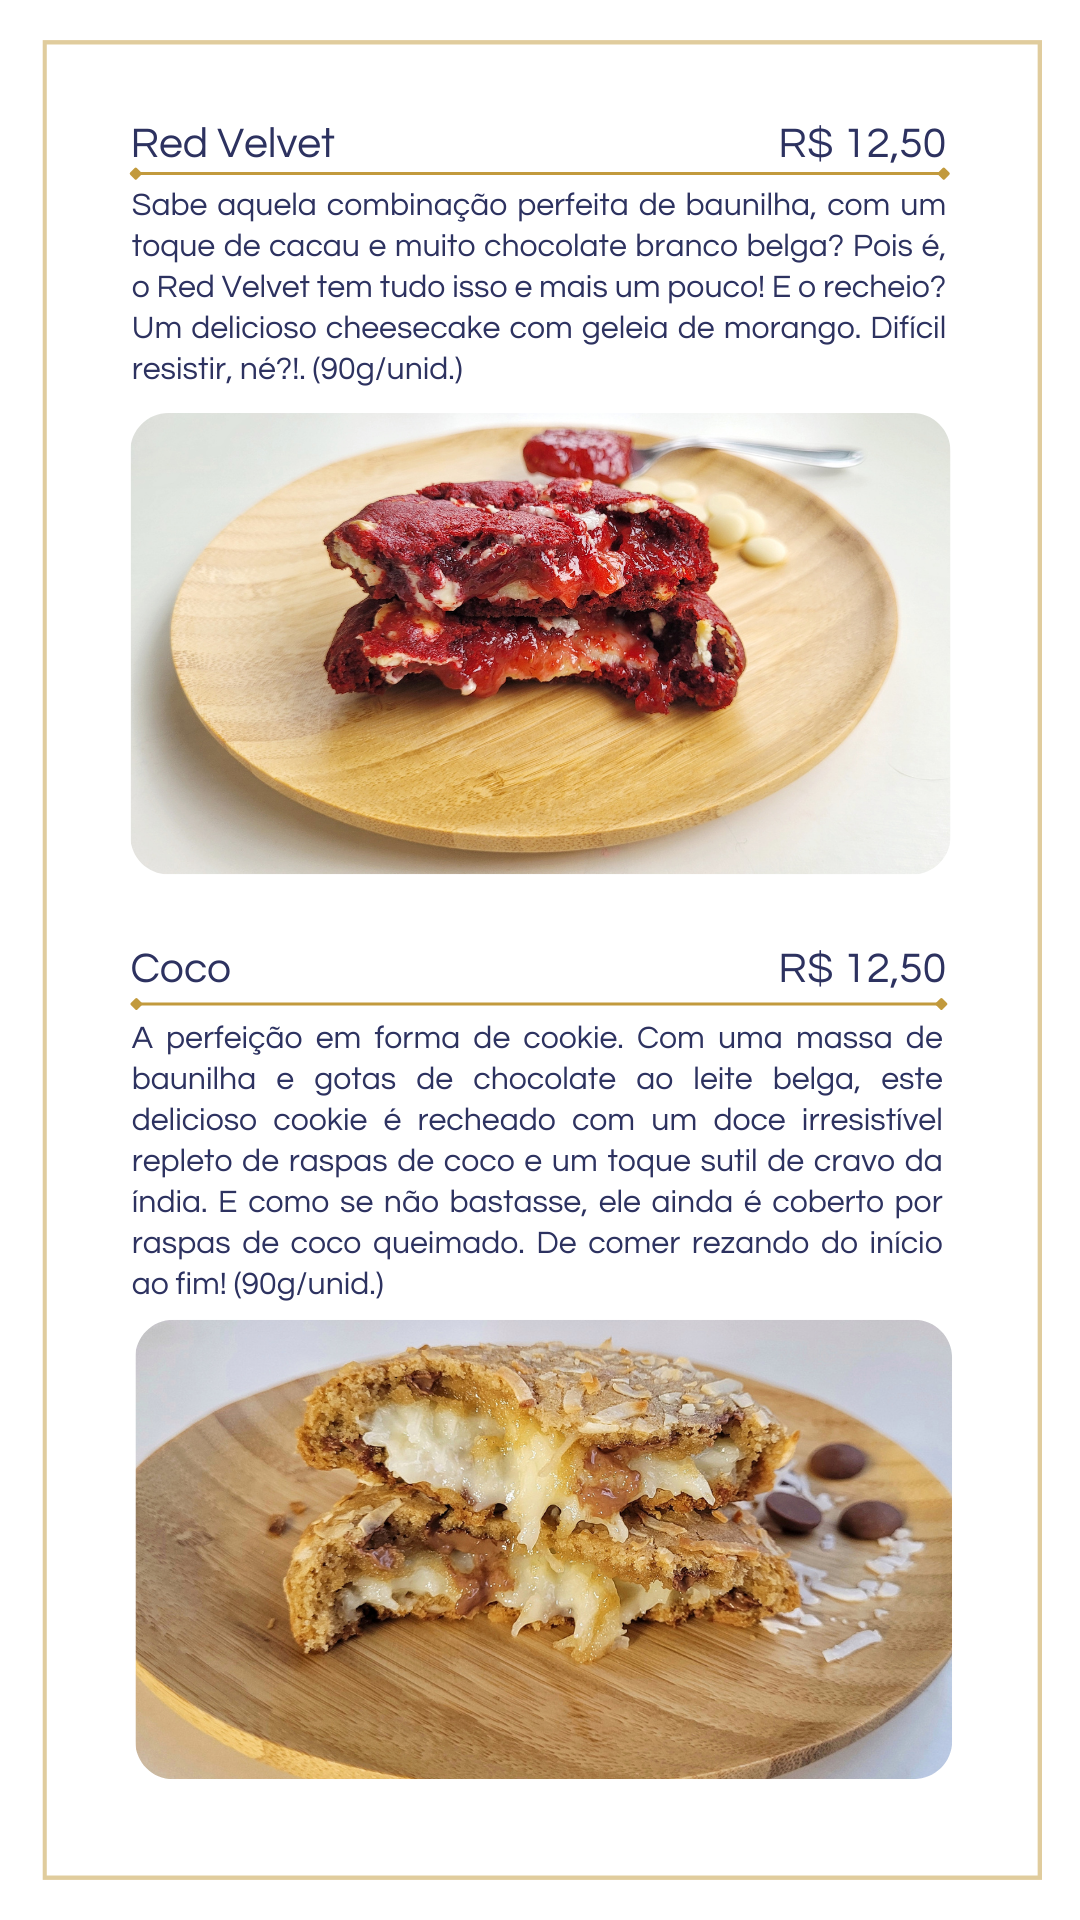 Red Velvet R$ 12,50
Sabe aquela combinação perfeita de baunilha, com um
toque de cacau e muito chocolate branco belga? Pois é,
o Red Velvet tem tudo isso e mais um pouco! E o recheio?
Um delicioso cheesecake com geleia de morango. Difícil
resistir, né?!. (90g/unid.)
Coco R$ 12,50
A perfeição em forma de cookie. Com uma massa de
baunilha e gotas de chocolate ao leite belga, este
delicioso cookie é recheado com um doce irresistível
repleto de raspas de coco e um toque sutil de cravo da
índia. E como se não bastasse, ele ainda é coberto por
raspas de coco queimado. De comer rezando do início
ao fim! (90g/unid.)